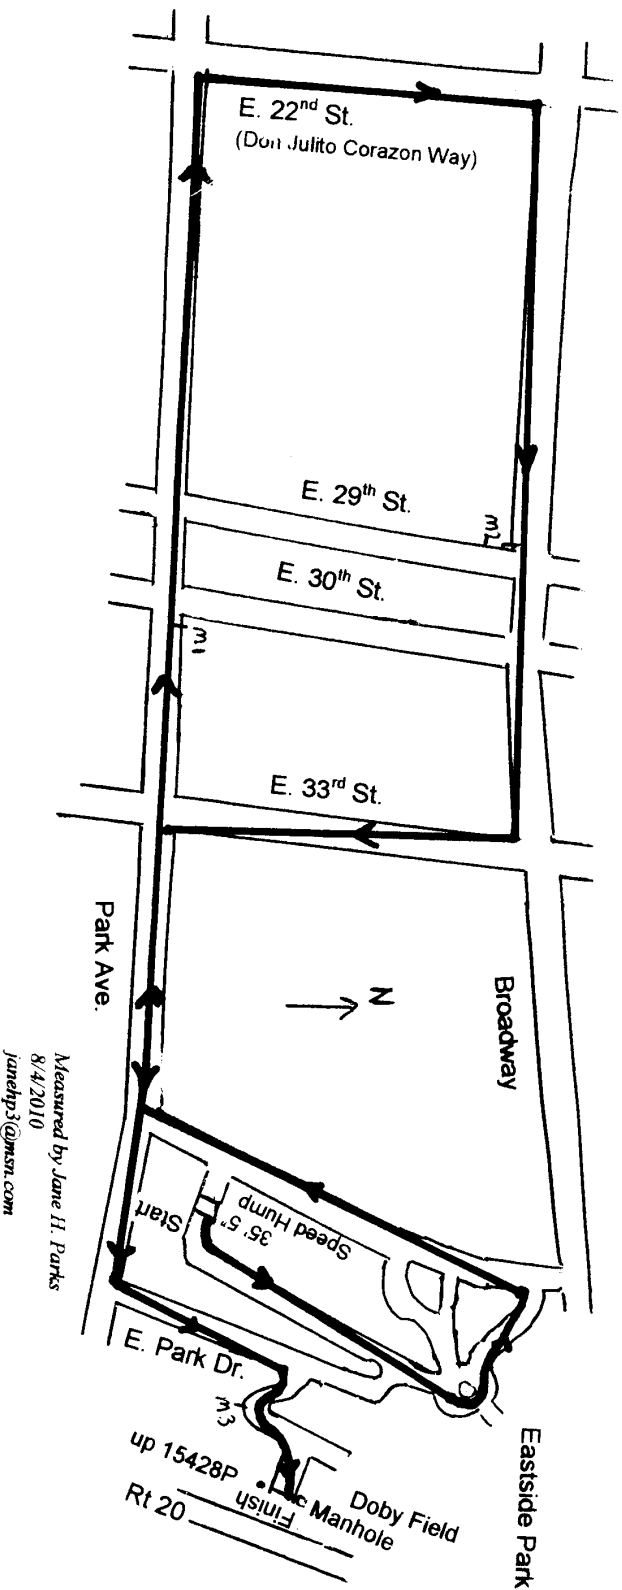 E. 22nd St.
(Don Julito Corazon Way)
E. 29th St.
m2
E. 30th St.
m1
E. 33rd St.
Park Ave.
Broadway
N
Measured by Jane H. Parks
8/4/2010
janehp3@msn.com
Start
35' 5"
Speed Hump
E. Park Dr.
m3
Eastside Park
up 15428P
Rt 20
Finish
Manhole
Doby Field